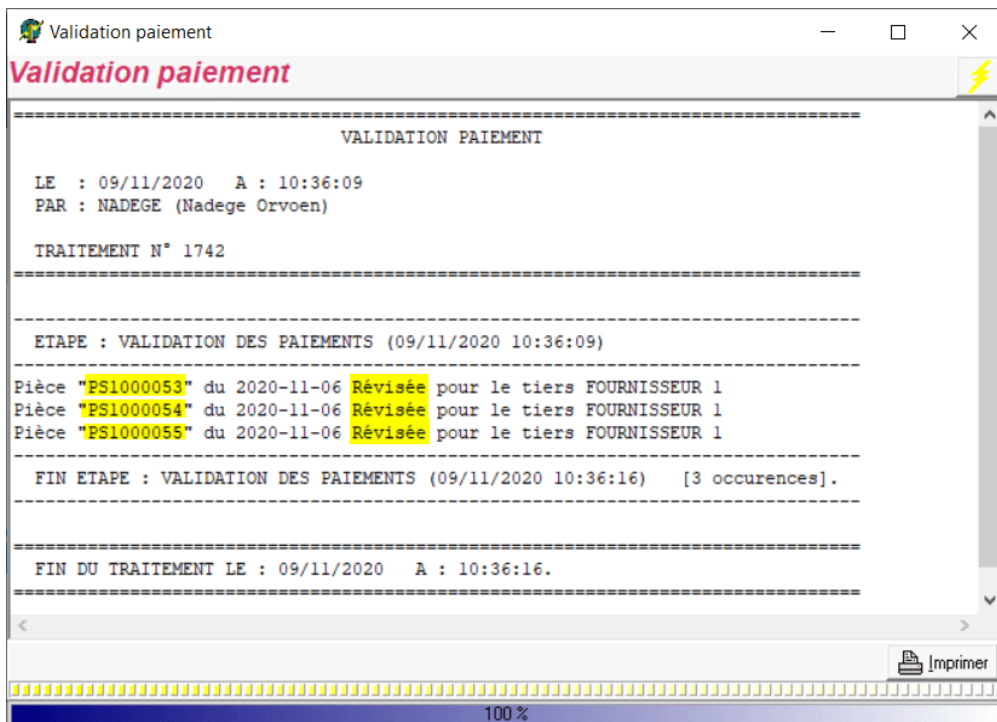 Validation paiement
Validation paiement
================================================================================
VALIDATION PAIEMENT
LE : 09/11/2020 A : 10:36:09
PAR : NADEGE (Nadege Orvoen)
TRAITEMENT N° 1742
================================================================================
--------------------------------------------------------------------------------
ETAPE : VALIDATION DES PAIEMENTS (09/11/2020 10:36:09)
--------------------------------------------------------------------------------
Pièce "PS1000053" du 2020-11-06 Révisée pour le tiers FOURNISSEUR 1
Pièce "PS1000054" du 2020-11-06 Révisée pour le tiers FOURNISSEUR 1
Pièce "PS1000055" du 2020-11-06 Révisée pour le tiers FOURNISSEUR 1
--------------------------------------------------------------------------------
FIN ETAPE : VALIDATION DES PAIEMENTS (09/11/2020 10:36:16) [3 occurences].
--------------------------------------------------------------------------------
================================================================================
FIN DU TRAITEMENT LE : 09/11/2020 A : 10:36:16.
================================================================================
Imprimer
100 %